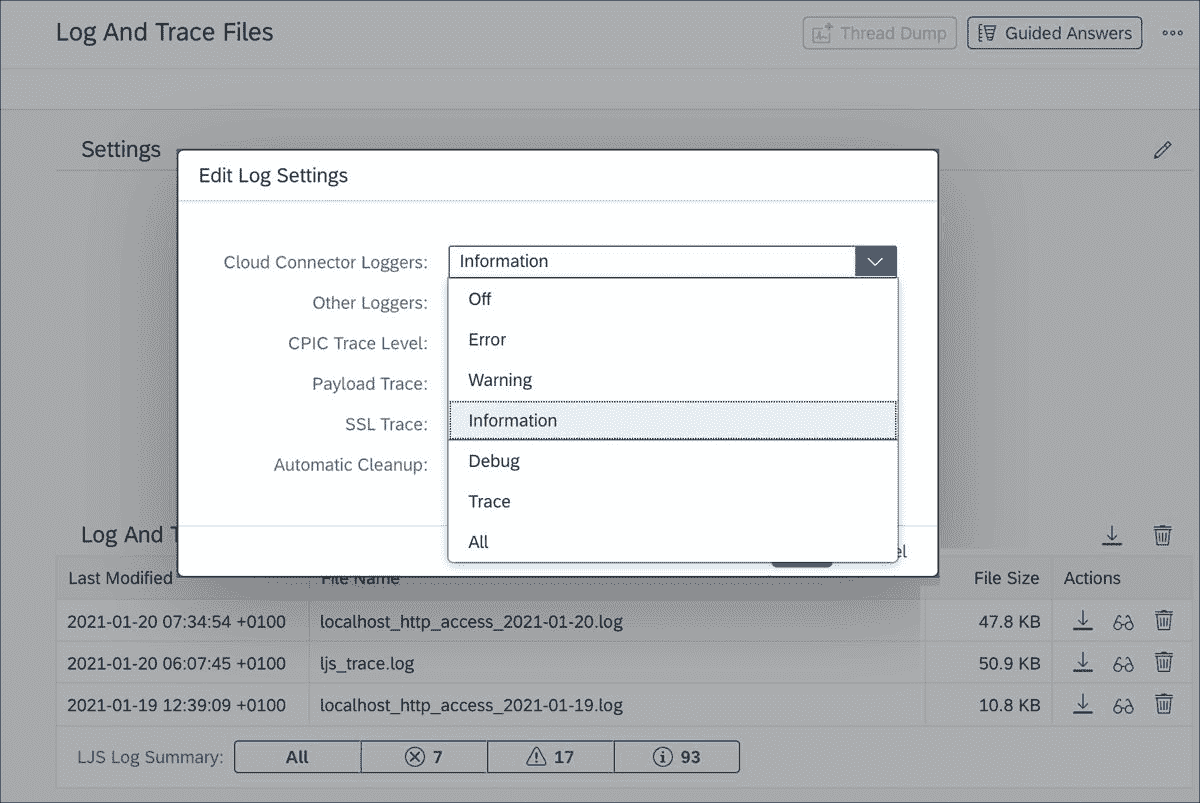 Log And Trace Files
Thread Dump
Guided Answers
Settings
Edit Log Settings
Cloud Connector Loggers: Information
Off
Other Loggers:
Error
CPIC Trace Level:
Warning
Payload Trace:
Information
SSL Trace:
Debug
Automatic Cleanup:
Trace
All
Log And
Last Modified File Name File Size Actions
2021-01-20 07:34:54 +0100 localhost_http_access_2021-01-20.log 47.8 KB
2021-01-20 06:07:45 +0100 ljs_trace.log 50.9 KB
2021-01-19 12:39:09 +0100 localhost_http_access_2021-01-19.log 10.8 KB
LJS Log Summary: All 7 17 93